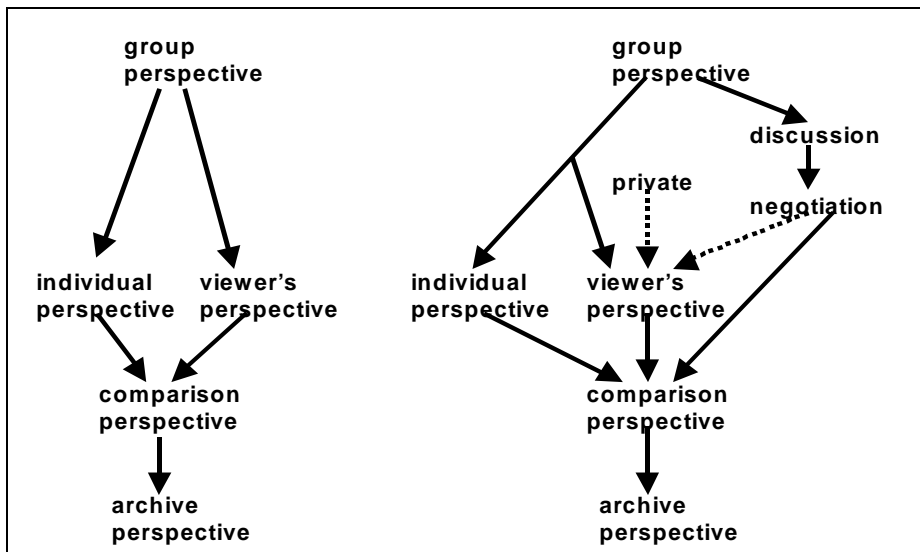 group
perspective
individual
perspective
viewer's
perspective
comparison
perspective
archive
perspective
group
perspective
discussion
private
negotiation
individual
perspective
viewer's
perspective
comparison
perspective
archive
perspective